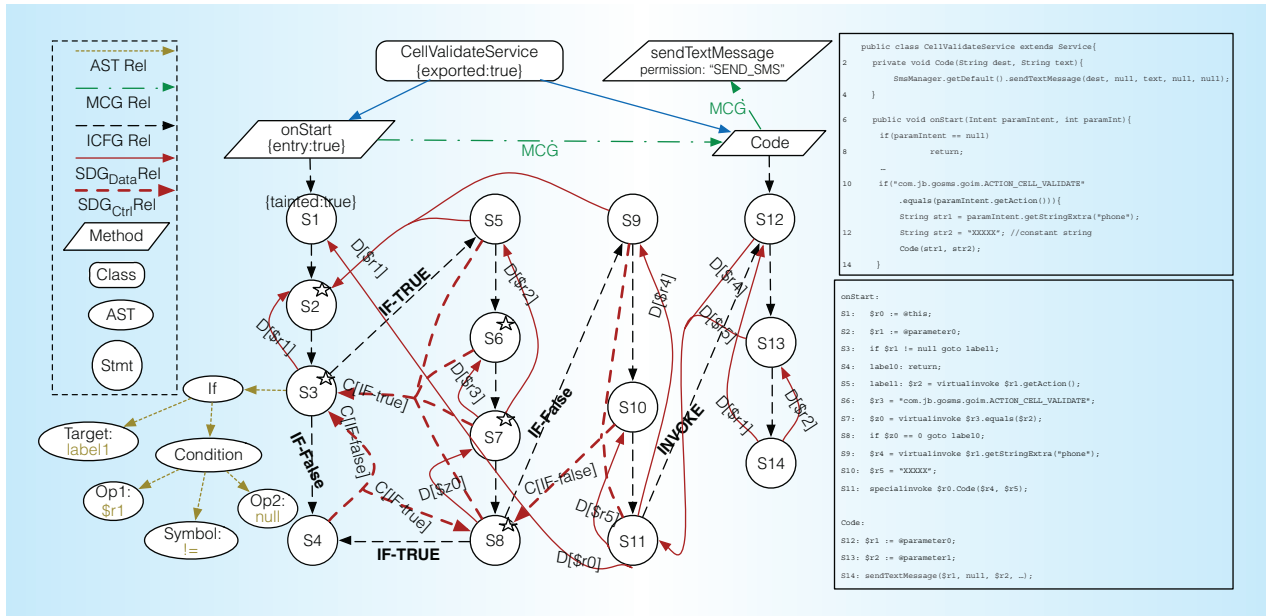 AST Rel
MCG Rel
ICFG Rel
SDGDataRel
SDGCtrlRel
Method
Class
AST
Stmt
CellValidateService
{exported:true}
sendTextMessage
permission: “SEND_SMS”
MCG
onStart
{entry:true}
MCG
Code
{tainted:true}
S1
S5
S9
S12
D[$r1]
IF-TRUE
D[$r2]
D[$r4]
D[$r4]
S2
D[$r5]
S6
S13
D[$r1]
D[$r3]
IF-False
S3
C[IF-true]
If
S10
INVOKE
D[$r1]
D[$r2]
Target:
label1
C[IF-false]
S7
Condition
IF-False
S14
D[$z0]
C[IF-false]
Op1:
$r1
Op2:
null
C[IF-true]
D[$r5]
Symbol:
!=
S4
IF-TRUE
S8
D[$r0]
S11
public class CellValidateService extends Service{
2 private void Code(String dest, String text){
SmsManager.getDefault().sendTextMessage(dest, null, text, null, null);
4 }
6 public void onStart(Intent paramIntent, int paramInt){
if(paramIntent == null)
8 return;
…
10 if("com.jb.gosms.goim.ACTION_CELL_VALIDATE"
.equals(paramIntent.getAction())){
String str1 = paramIntent.getStringExtra("phone");
12 String str2 = "XXXXX"; //constant string
Code(str1, str2);
14 }
onStart:
S1: $r0 := @this;
S2: $r1 := @parameter0;
S3: if $r1 != null goto label1;
S4: label0: return;
S5: label1: $r2 = virtualinvoke $r1.getAction();
S6: $r3 = "com.jb.gosms.goim.ACTION_CELL_VALIDATE";
S7: $z0 = virtualinvoke $r3.equals($r2);
S8: if $z0 == 0 goto label0;
S9: $r4 = virtualinvoke $r1.getStringExtra("phone");
S10: $r5 = "XXXXX";
S11: specialinvoke $r0.Code($r4, $r5);
Code:
S12: $r1 := @parameter0;
S13: $r2 := @parameter1;
S14: sendTextMessage($r1, null, $r2, …);